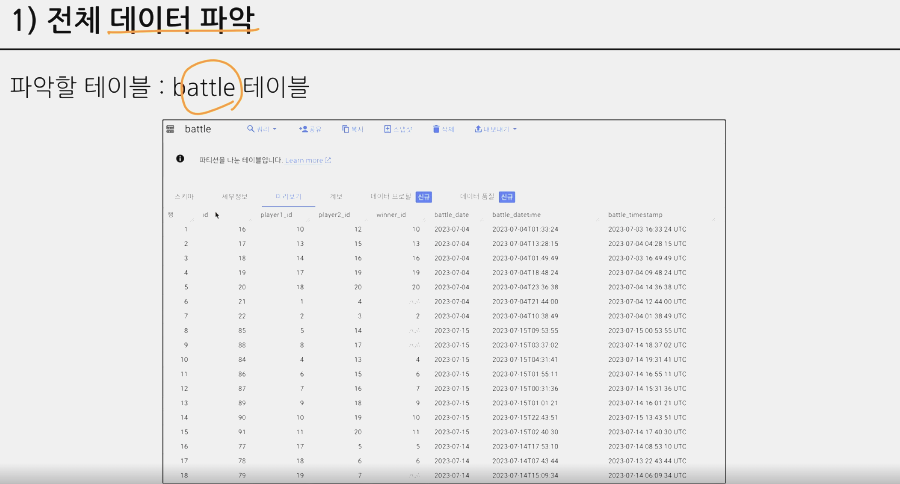 1) 전체 데이터 파악
파악할 테이블 : battle 테이블
battle 쿼리 공유 복사 스냅샷 삭제 내보내기
파티션을 나눈 테이블입니다. Learn more
스키마 세부정보 미리보기 계보 데이터 프로필 신규 데이터 품질 신규
행 id player1_id player2_id winner_id battle_date battle_datetime battle_timestamp
1 16 10 12 10 2023-07-04 2023-07-04T01:33:24 2023-07-03 16:33:24 UTC
2 17 13 15 13 2023-07-04 2023-07-04T13:28:15 2023-07-04 04:28:15 UTC
3 18 14 16 16 2023-07-04 2023-07-04T01:49:49 2023-07-03 16:49:49 UTC
4 19 17 19 19 2023-07-04 2023-07-04T18:48:24 2023-07-04 09:48:24 UTC
5 20 18 20 20 2023-07-04 2023-07-04T23:36:38 2023-07-04 14:36:38 UTC
6 21 1 4 2023-07-04 2023-07-04T21:44:00 2023-07-04 12:44:00 UTC
7 22 2 3 2 2023-07-04 2023-07-04T10:38:49 2023-07-04 01:38:49 UTC
8 85 5 14 2023-07-15 2023-07-15T09:53:55 2023-07-15 00:53:55 UTC
9 88 8 17 2023-07-15 2023-07-15T03:37:02 2023-07-14 18:37:02 UTC
10 84 4 13 4 2023-07-15 2023-07-15T04:31:41 2023-07-14 19:31:41 UTC
11 86 6 15 6 2023-07-15 2023-07-15T01:55:11 2023-07-14 16:55:11 UTC
12 87 7 16 7 2023-07-15 2023-07-15T00:31:36 2023-07-14 15:31:36 UTC
13 89 9 18 9 2023-07-15 2023-07-15T01:01:21 2023-07-14 16:01:21 UTC
14 90 10 19 10 2023-07-15 2023-07-15T22:43:51 2023-07-15 13:43:51 UTC
15 91 11 20 11 2023-07-15 2023-07-15T02:40:30 2023-07-14 17:40:30 UTC
16 77 17 5 5 2023-07-14 2023-07-14T17:53:10 2023-07-14 08:53:10 UTC
17 78 18 6 6 2023-07-14 2023-07-14T07:43:44 2023-07-13 22:43:44 UTC
18 79 19 7 2023-07-14 2023-07-14T15:09:34 2023-07-14 06:09:34 UTC